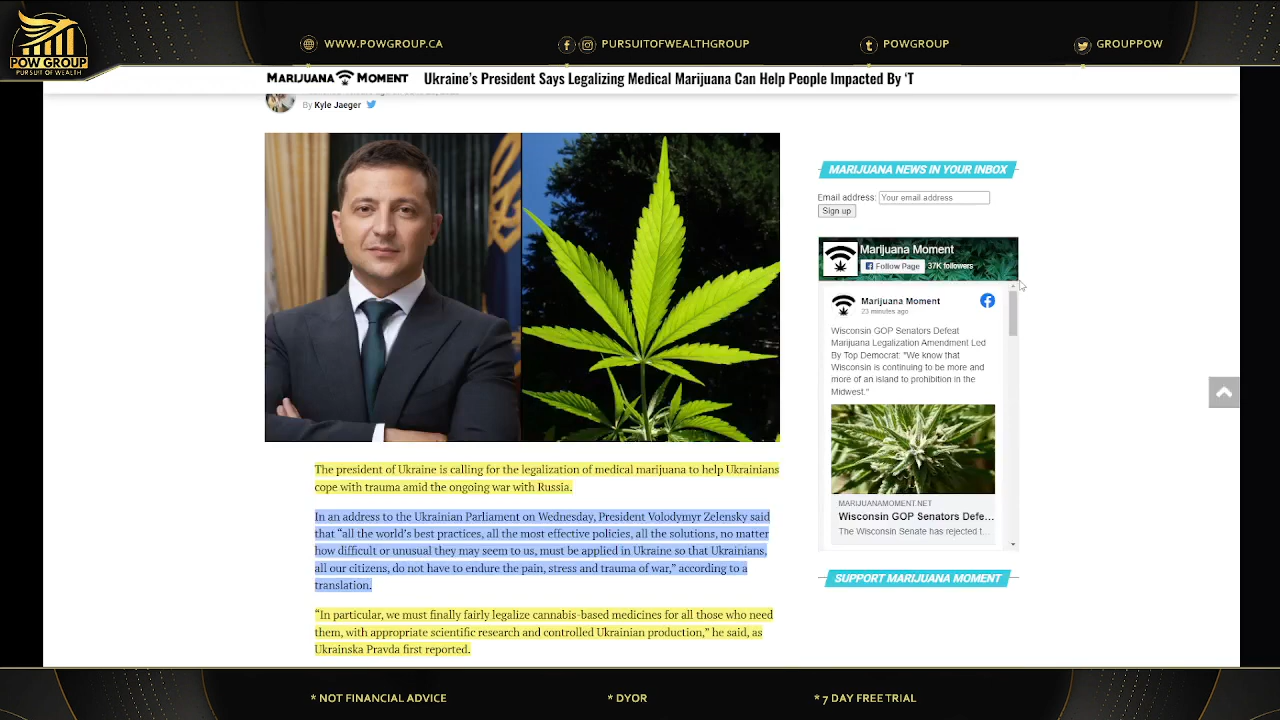 POW GROUP
PURSUIT OF WEALTH
WWW.POWGROUP.CA
PURSUITOFWEALTHGROUP
POWGROUP
GROUPPOW
MARIJUANA MOMENT
Ukraine's President Says Legalizing Medical Marijuana Can Help People Impacted By 'T
By Kyle Jaeger
The president of Ukraine is calling for the legalization of medical marijuana to help Ukrainians
cope with trauma amid the ongoing war with Russia.
In an address to the Ukrainian Parliament on Wednesday, President Volodymyr Zelensky said
that “all the world's best practices, all the most effective policies, all the solutions, no matter
how difficult or unusual they may seem to us, must be applied in Ukraine so that Ukrainians,
all our citizens, do not have to endure the pain, stress and trauma of war,” according to a
translation.
“In particular, we must finally fairly legalize cannabis-based medicines for all those who need
them, with appropriate scientific research and controlled Ukrainian production,” he said, as
Ukrainska Pravda first reported.
MARIJUANA NEWS IN YOUR INBOX
Email address: Your email address
Sign up
Marijuana Moment
Follow Page 37K followers
Marijuana Moment
23 minutes ago
Wisconsin GOP Senators Defeat
Marijuana Legalization Amendment Led
By Top Democrat: "We know that
Wisconsin is continuing to be more and
more of an island to prohibition in the
Midwest."
MARIJUANAMOMENT.NET
Wisconsin GOP Senators Defe...
The Wisconsin Senate has rejected t...
SUPPORT MARIJUANA MOMENT
* NOT FINANCIAL ADVICE
* DYOR
* 7 DAY FREE TRIAL